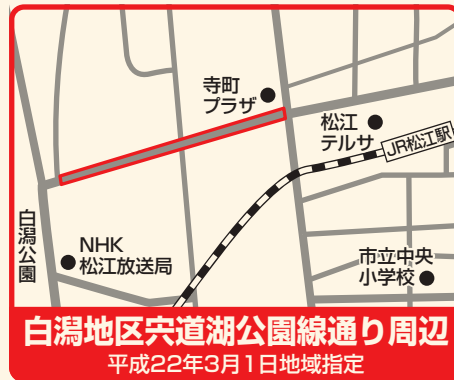 寺町
プラザ
松江
テルサ
JR松江駅
白潟公園
NHK
松江放送局
市立中央
小学校
白潟地区宍道湖公園線通り周辺
平成22年3月1日地域指定